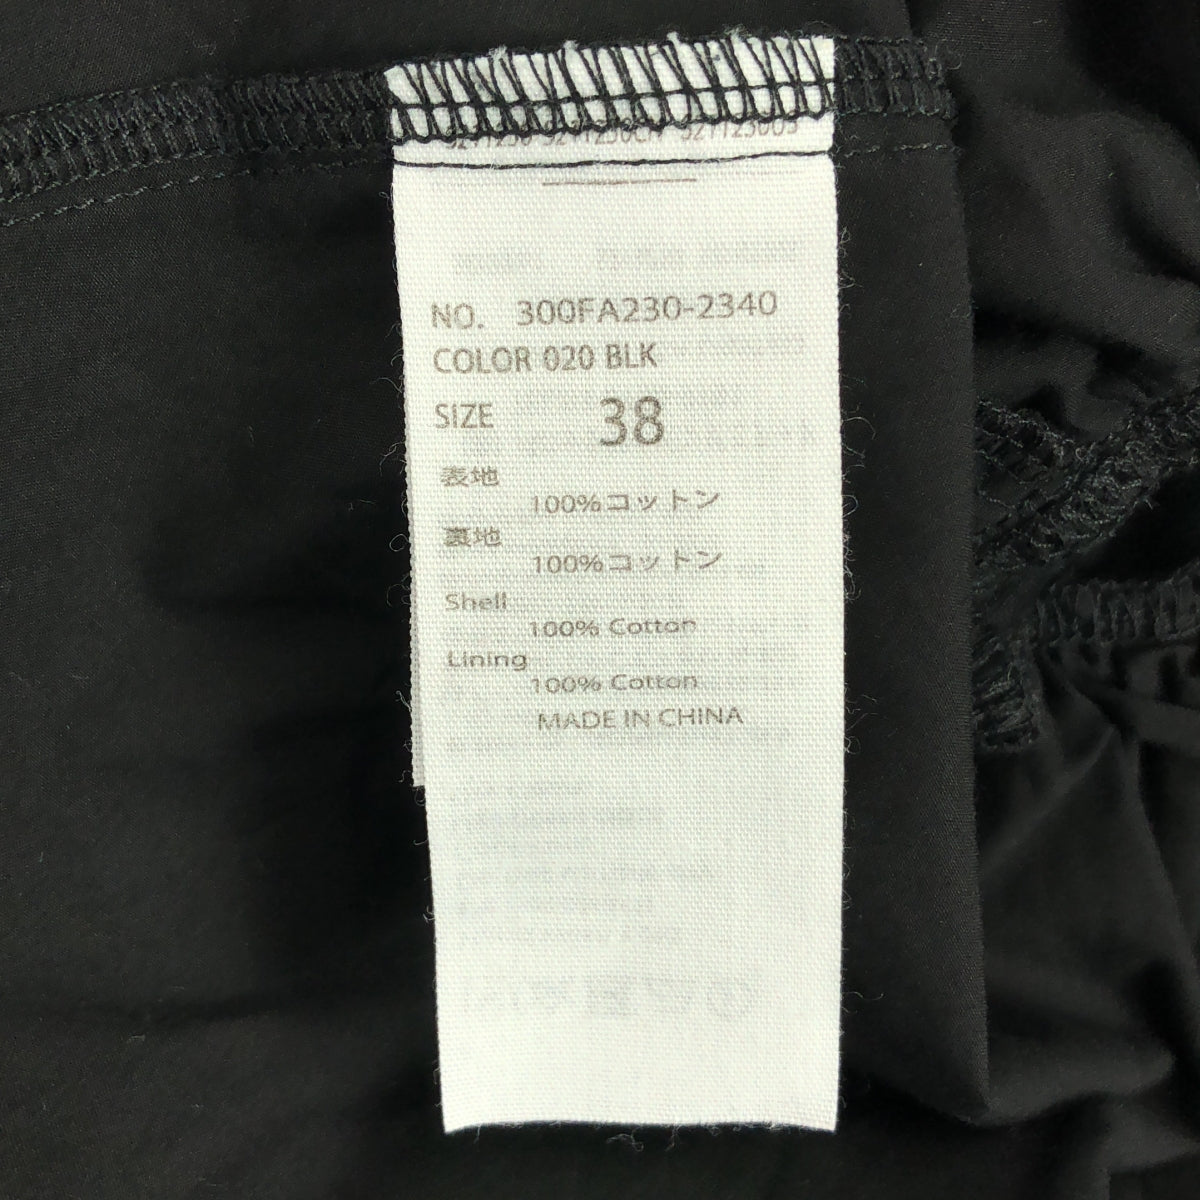 NO. 300FA230-2340
COLOR 020 BLK
SIZE 38
表地
100%コットン
裏地
100%コットン
Shell
100% Cotton
Lining
100% Cotton
MADE IN CHINA